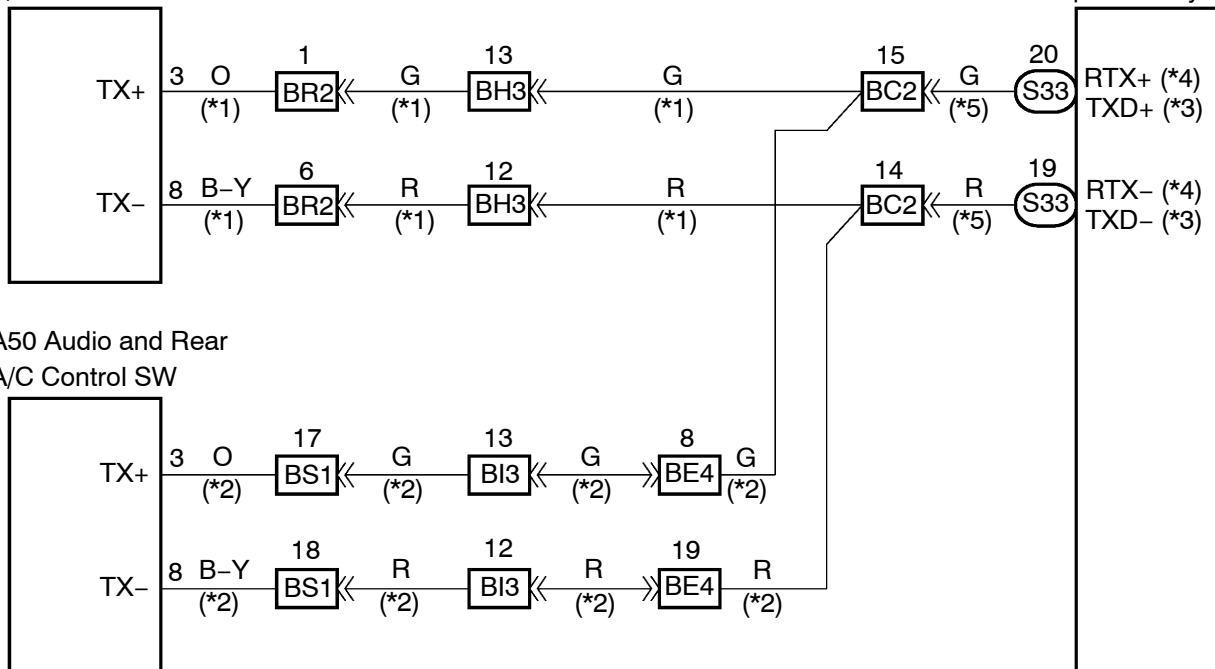 1 13 15 20
TX+ 3 O BR2 G BH3 G BC2 G S33 RTX+ (*4)
(*1) (*1) (*1) (*5) TXD+ (*3)
6 12 14 19
TX− 8 B−Y BR2 R BH3 R BC2 R S33 RTX− (*4)
(*1) (*1) (*1) (*5) TXD− (*3)
A50 Audio and Rear
A/C Control SW
17 13 8
TX+ 3 O BS1 G BI3 G BE4 G
(*2) (*2) (*2) (*2)
18 12 19
TX− 8 B−Y BS1 R BI3 R BE4 R
(*2) (*2) (*2) (*2)